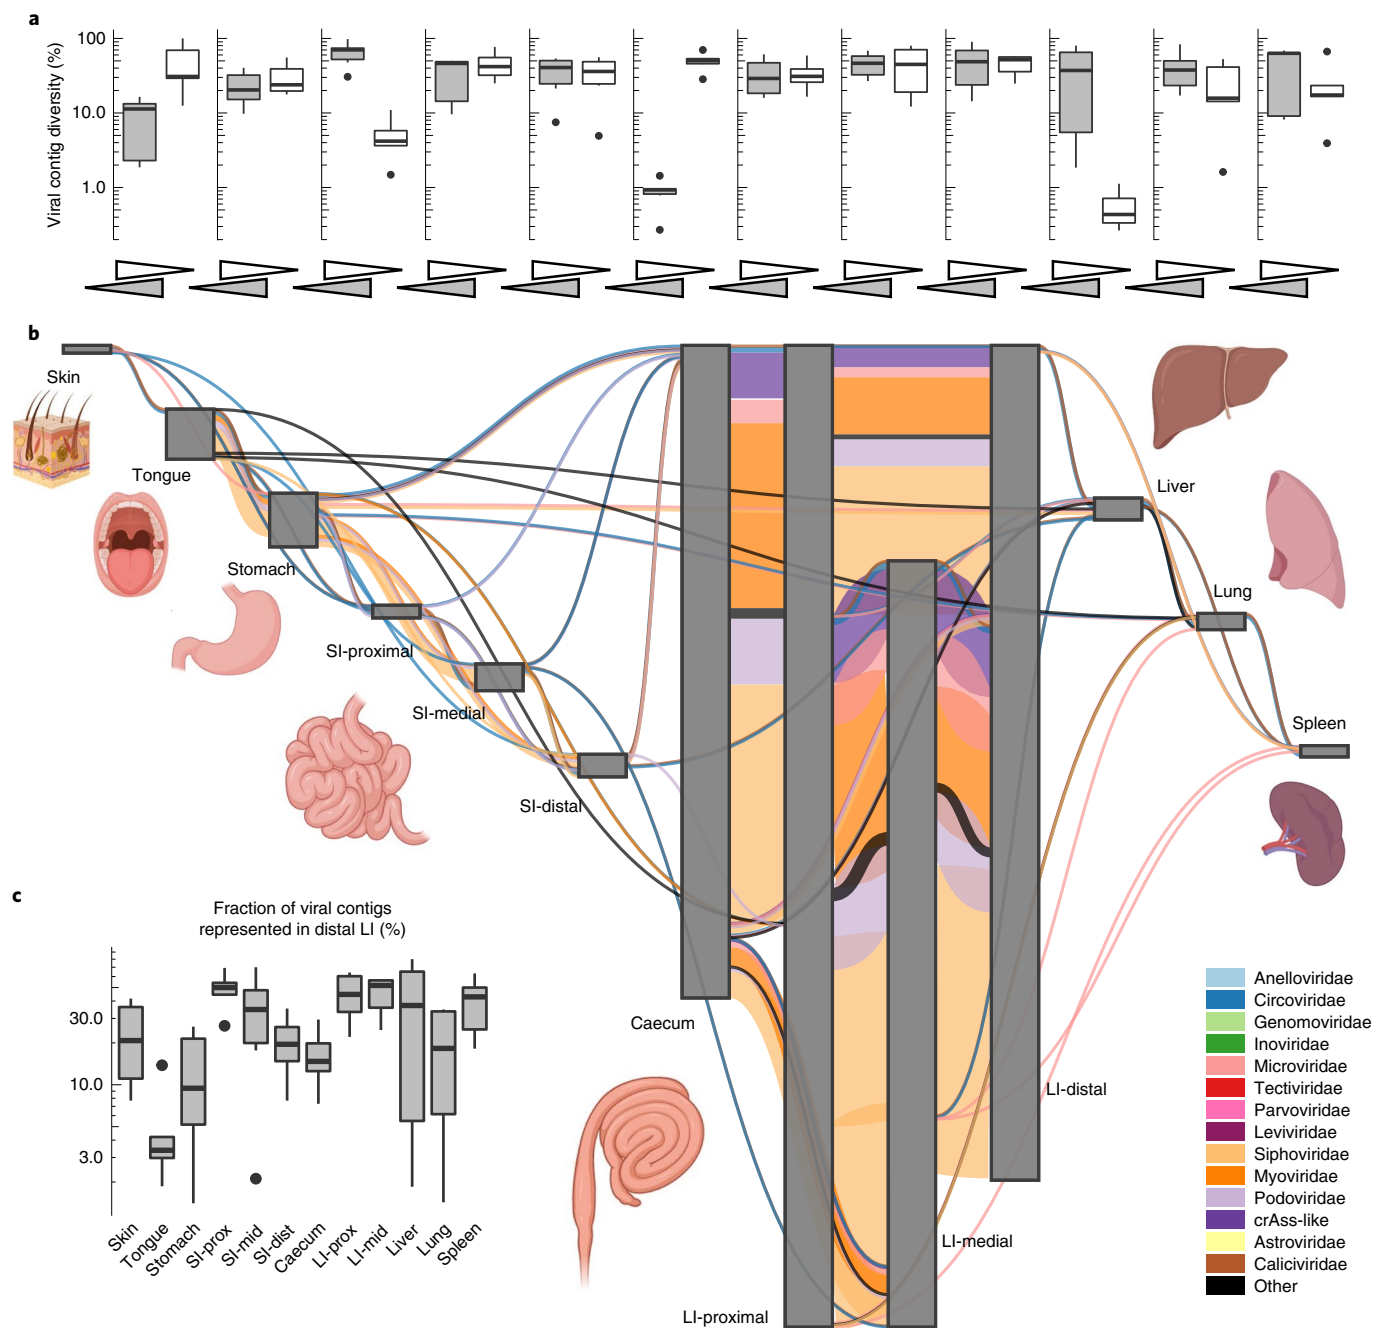 a
Viral contig diversity (%)
100
10.0
1.0
b
Skin
Tongue
Stomach
SI-proximal
SI-medial
SI-distal
Caecum
LI-proximal
LI-medial
LI-distal
Liver
Lung
Spleen
c
Fraction of viral contigs
represented in distal LI (%)
30.0
10.0
3.0
Skin
Tongue
Stomach
SI-prox
SI-mid
SI-dist
Caecum
LI-prox
LI-mid
Liver
Lung
Spleen
Anelloviridae
Circoviridae
Genomoviridae
Inoviridae
Microviridae
Tectiviridae
Parvoviridae
Leviviridae
Siphoviridae
Myoviridae
Podoviridae
crAss-like
Astroviridae
Caliciviridae
Other